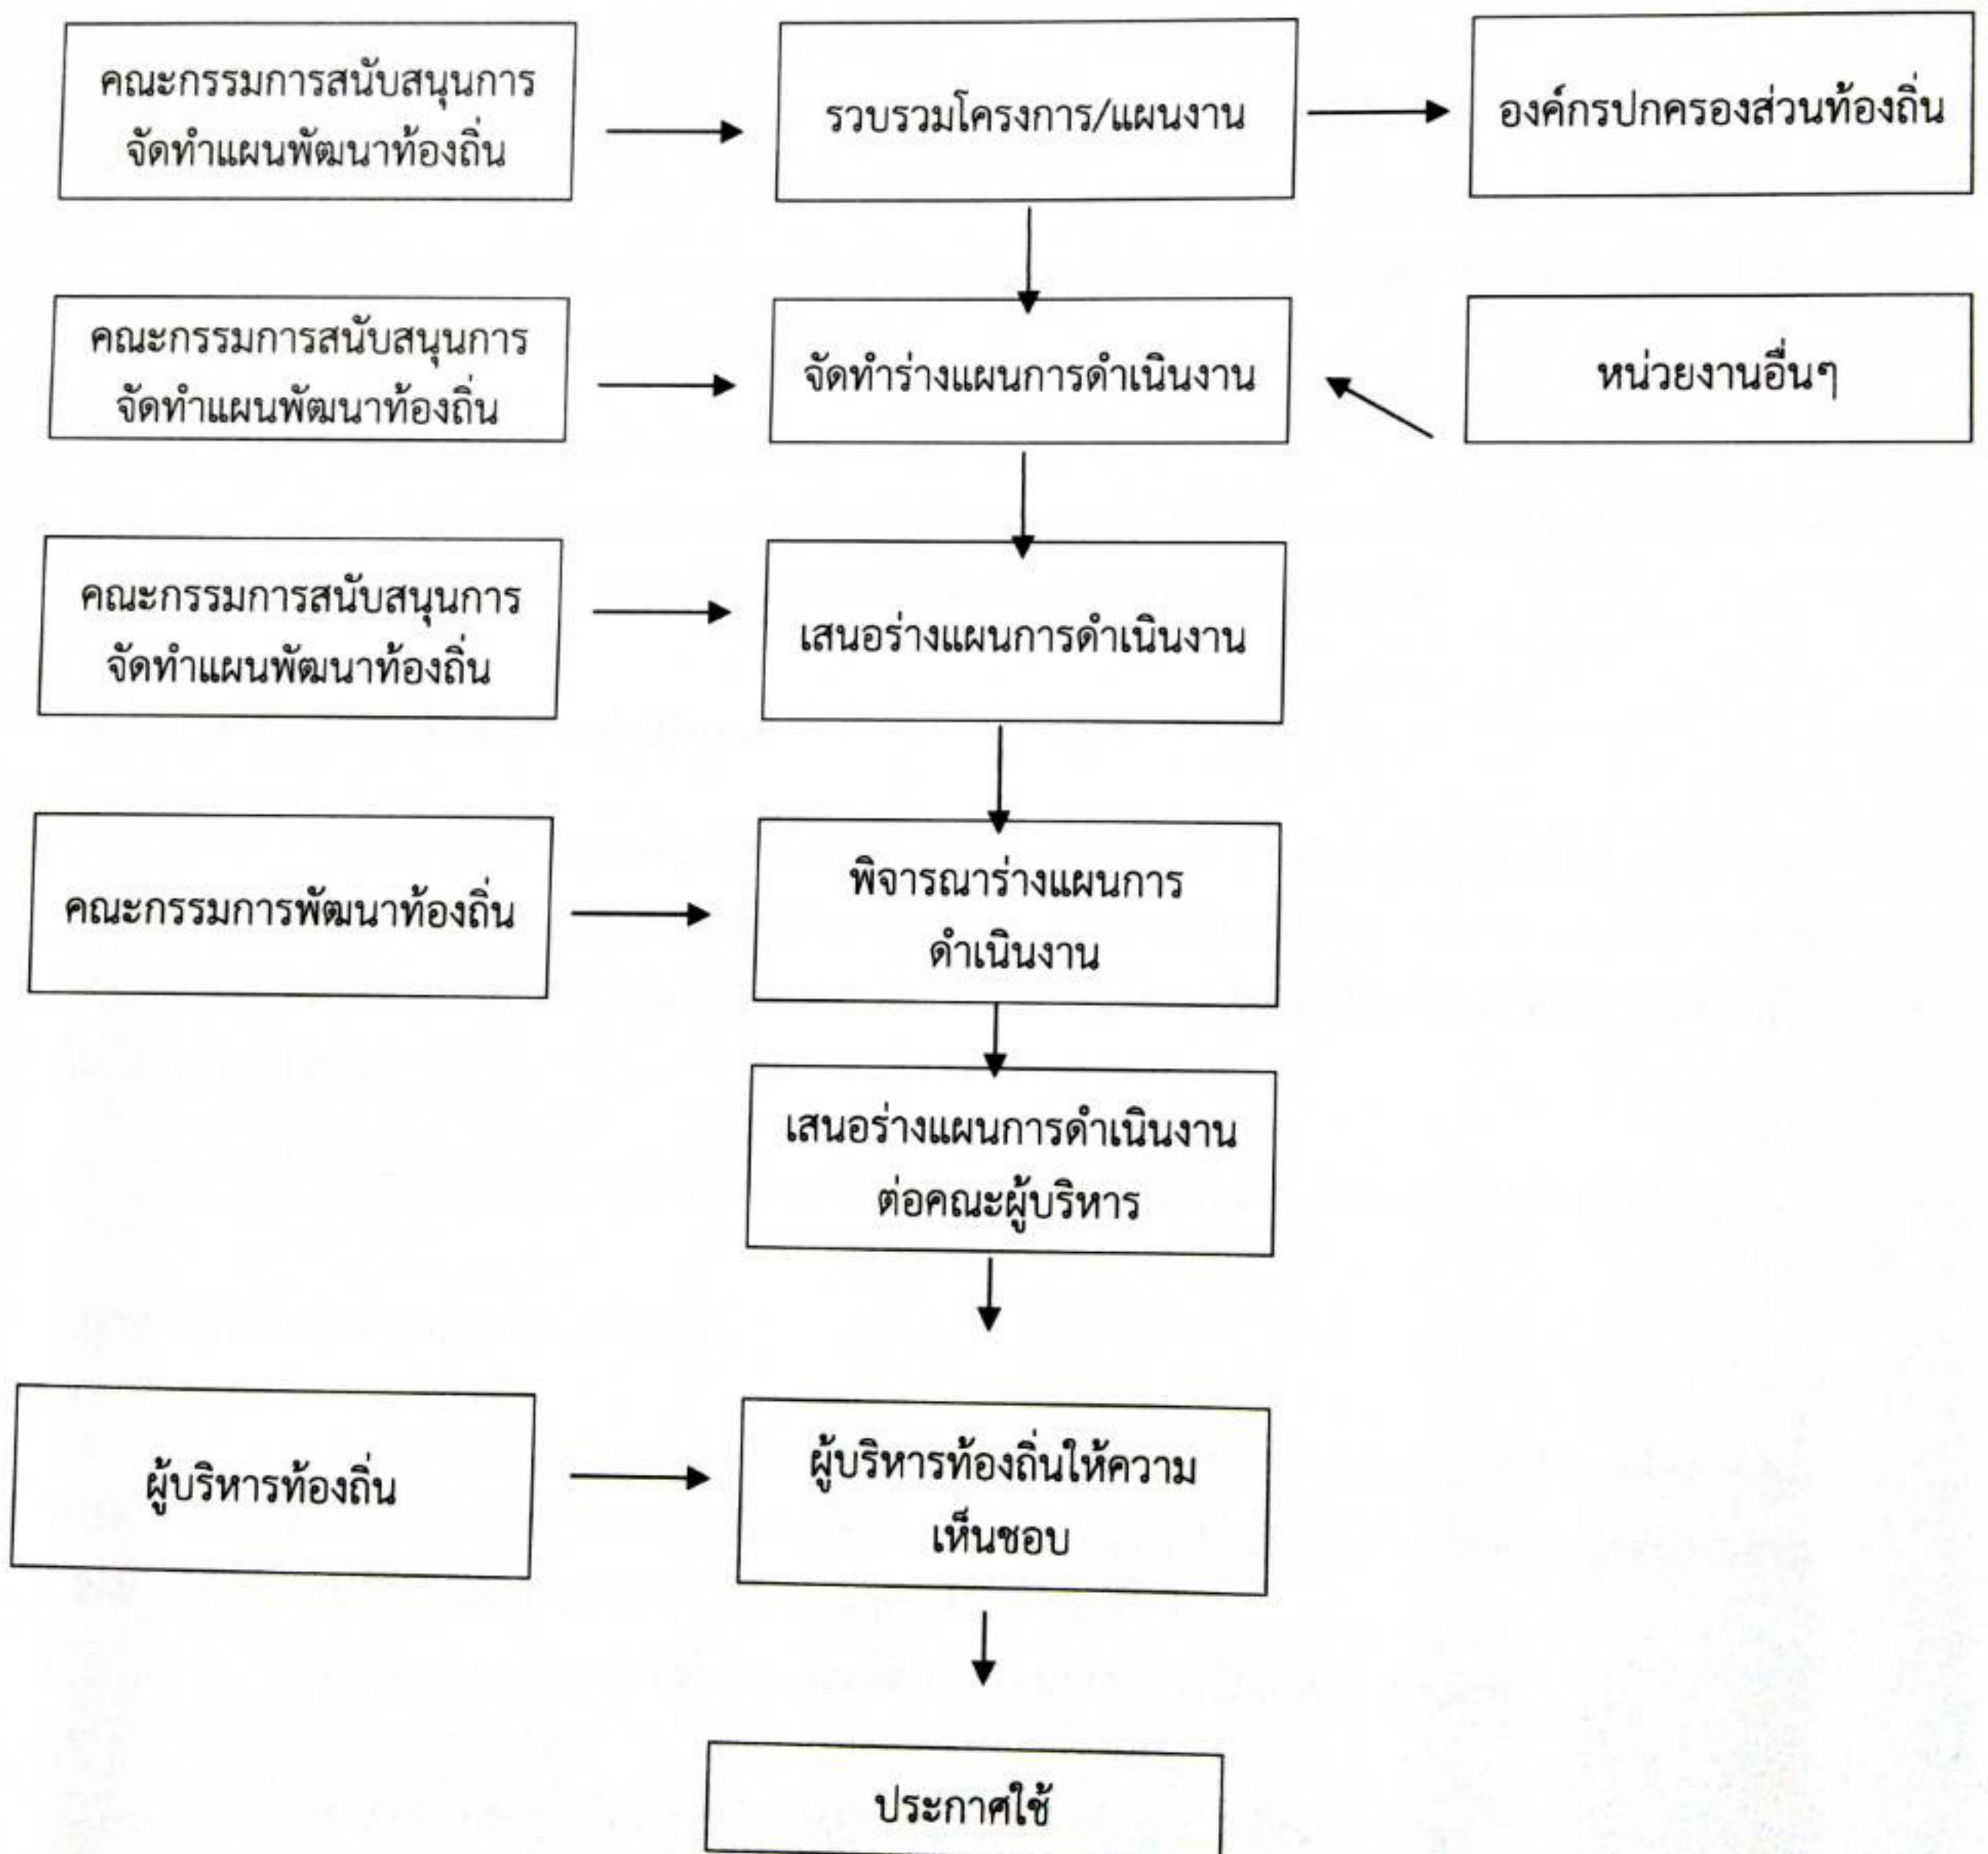 คณะกรรมการสนับสนุนการ
จัดทำแผนพัฒนาท้องถิ่น
รวบรวมโครงการ/แผนงาน
องค์กรปกครองส่วนท้องถิ่น
คณะกรรมการสนับสนุนการ
จัดทำแผนพัฒนาท้องถิ่น
จัดทำร่างแผนการดำเนินงาน
หน่วยงานอื่นๆ
คณะกรรมการสนับสนุนการ
จัดทำแผนพัฒนาท้องถิ่น
เสนอร่างแผนการดำเนินงาน
คณะกรรมการพัฒนาท้องถิ่น
พิจารณาร่างแผนการ
ดำเนินงาน
เสนอร่างแผนการดำเนินงาน
ต่อคณะผู้บริหาร
ผู้บริหารท้องถิ่น
ผู้บริหารท้องถิ่นให้ความ
เห็นชอบ
ประกาศใช้